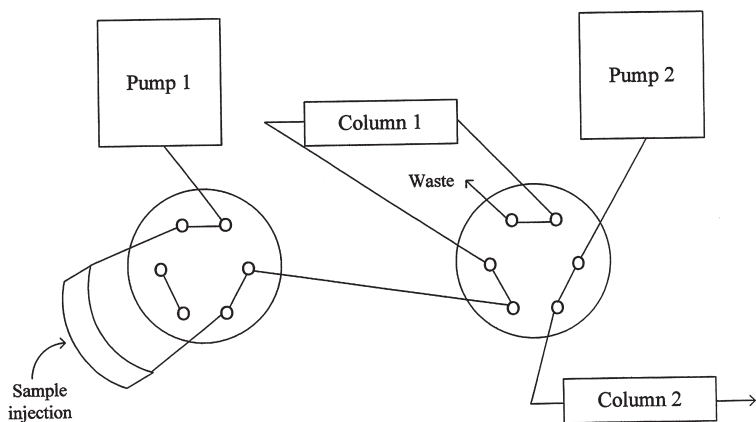 Pump 1
Pump 2
Column 1
Waste
Sample
injection
Column 2